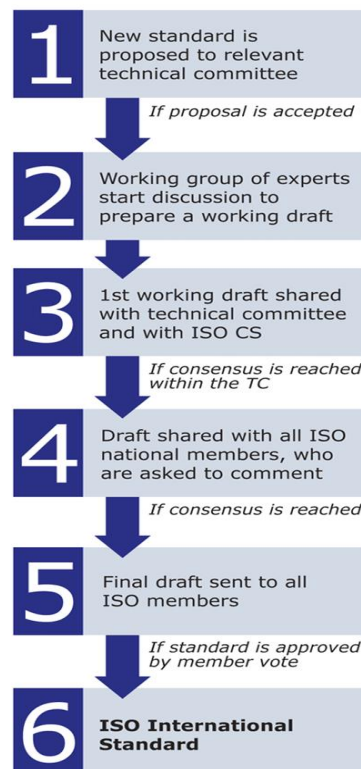 1
New standard is
proposed to relevant
technical committee
If proposal is accepted
2
Working group of experts
start discussion to
prepare a working draft
3
1st working draft shared
with technical committee
and with ISO CS
If consensus is reached
within the TC
4
Draft shared with all ISO
national members, who
are asked to comment
If consensus is reached
5
Final draft sent to all
ISO members
If standard is approved
by member vote
6
ISO International
Standard